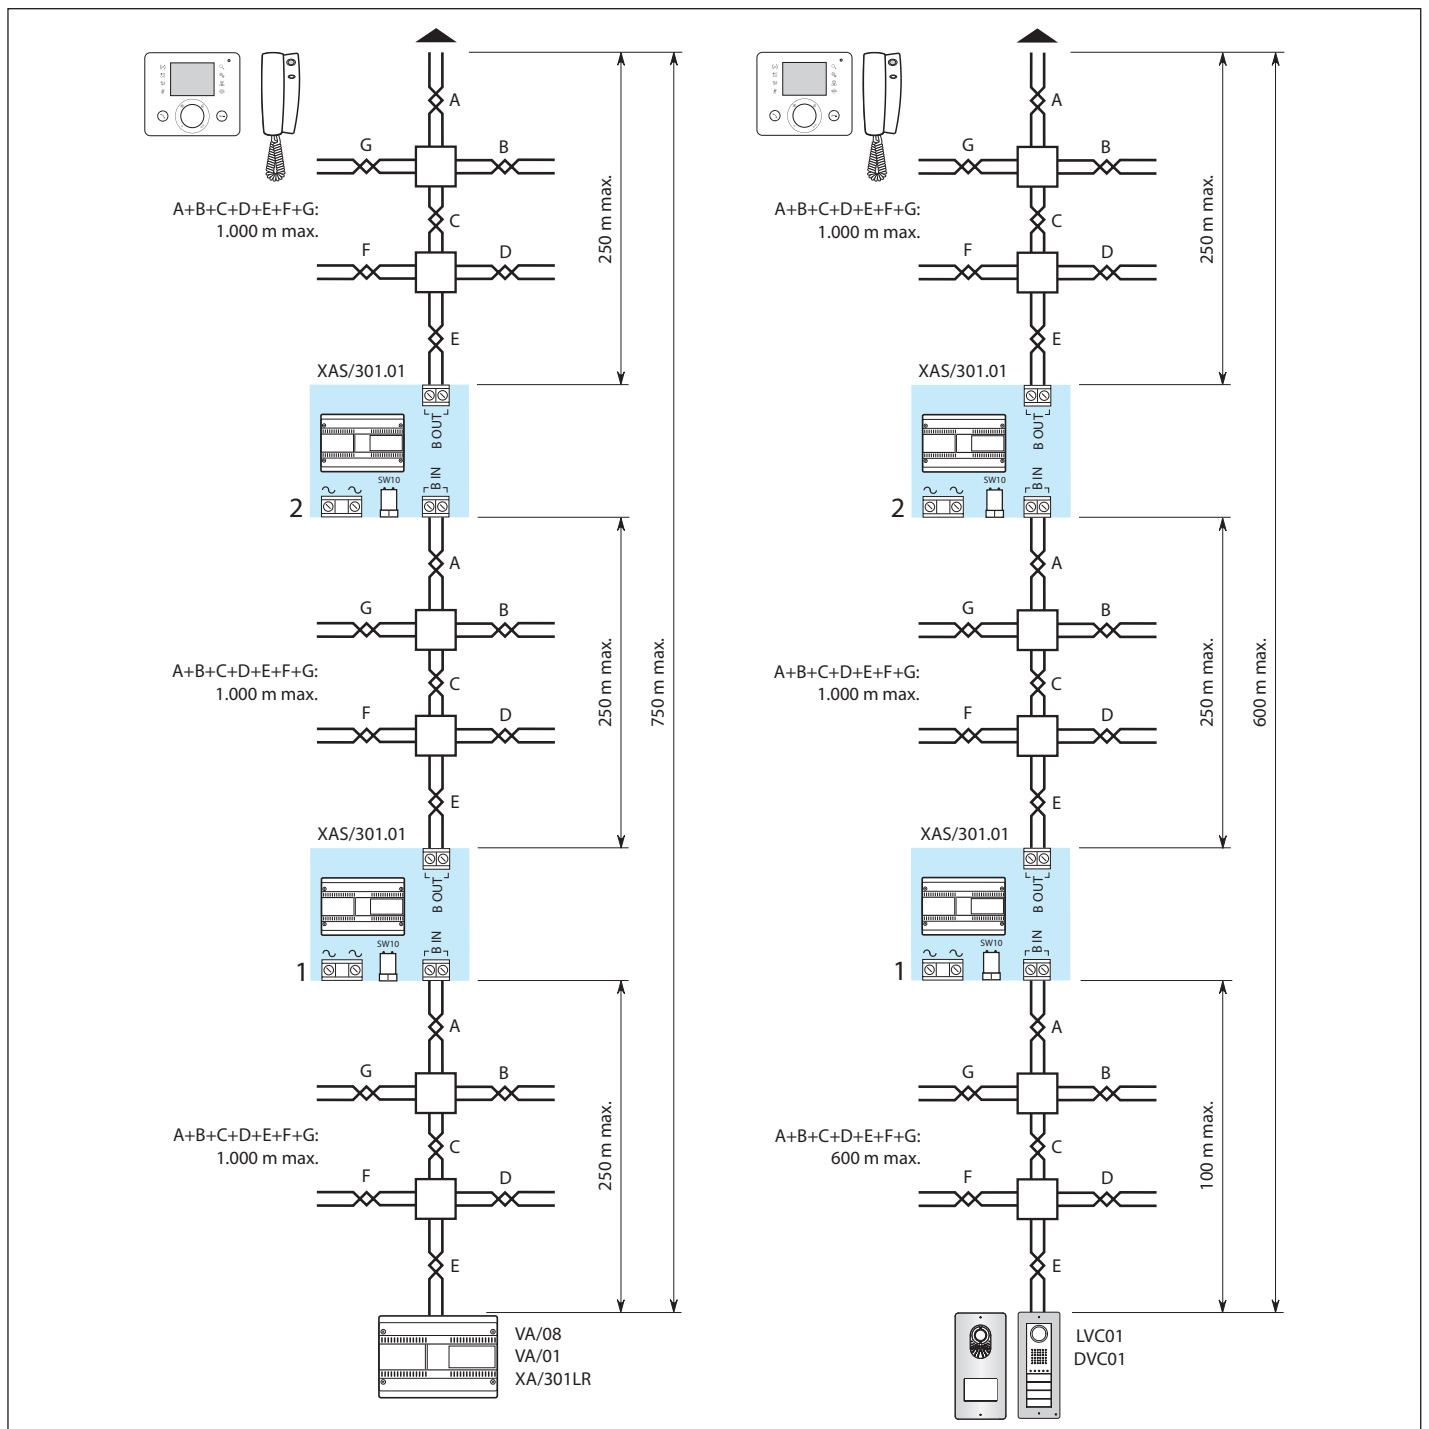 A
G
B
A+B+C+D+E+F+G:
1.000 m max.
C
F
D
E
250 m max.
XAS/301.01
B OUT
B IN
SW10
2
A
G
B
A+B+C+D+E+F+G:
1.000 m max.
C
F
D
E
250 m max.
750 m max.
XAS/301.01
B OUT
B IN
SW10
1
A
G
B
A+B+C+D+E+F+G:
1.000 m max.
C
F
D
E
250 m max.
VA/08
VA/01
XA/301LR
A
G
B
A+B+C+D+E+F+G:
1.000 m max.
C
F
D
E
250 m max.
XAS/301.01
B OUT
B IN
SW10
2
A
G
B
A+B+C+D+E+F+G:
1.000 m max.
C
F
D
E
250 m max.
600 m max.
XAS/301.01
B OUT
B IN
SW10
1
A
G
B
A+B+C+D+E+F+G:
600 m max.
C
F
D
E
100 m max.
LVC01
DVC01